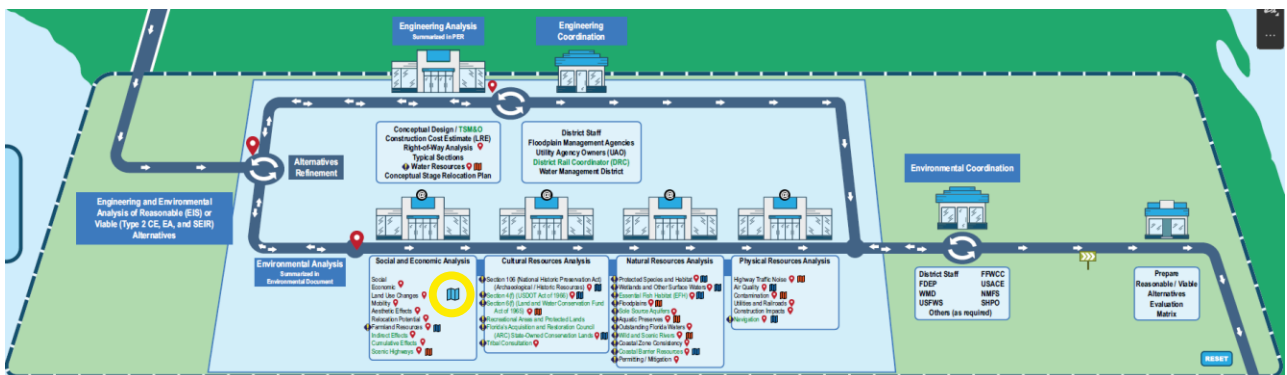 Engineering Analysis
Summarized in PER
Engineering
Coordination
Conceptual Design / TSM&O
Construction Cost Estimate (LRE)
Right-of-Way Analysis
Typical Sections
Water Resources
Conceptual Stage Relocation Plan
District Staff
Floodplain Management Agencies
Utility Agency Owners (UAO)
District Rail Coordinator (DRC)
Water Management District
Alternatives
Refinement
Engineering and Environmental
Analysis of Reasonable (EIS) or
Viable (Type 2 CE, EA, and SEIR)
Alternatives
Environmental Analysis
Summarized in
Environmental Document
Social and Economic Analysis
Social
Economic
Land Use Changes
Mobility
Aesthetic Effects
Relocation Potential
Farmland Resources
Indirect Effects
Cumulative Effects
Scenic Highways
Cultural Resources Analysis
Section 106 (National Historic Preservation Act)
(Archaeological / Historic Resources)
Section 4(f) (USDOT Act of 1966)
Section 6(f) (Land and Water Conservation Fund
Act of 1965)
Recreational Areas and Protected Lands
Florida's Acquisition and Restoration Council
(ARC) State-Owned Conservation Lands
Tribal Consultation
Natural Resources Analysis
Protected Species and Habitat
Wetlands and Other Surface Waters
Essential Fish Habitat (EFH)
Floodplains
Sole Source Aquifers
Aquatic Preserves
Outstanding Florida Waters
Wild and Scenic Rivers
Coastal Zone Consistency
Coastal Barrier Resources
Permitting / Mitigation
Physical Resources Analysis
Highway Traffic Noise
Air Quality
Contamination
Utilities and Railroads
Construction Impacts
Navigation
Environmental Coordination
District Staff FFWCC
FDEP USACE
WMD NMFS
USFWS SHPO
Others (as required)
Prepare
Reasonable / Viable
Alternatives
Evaluation
Matrix
RESET